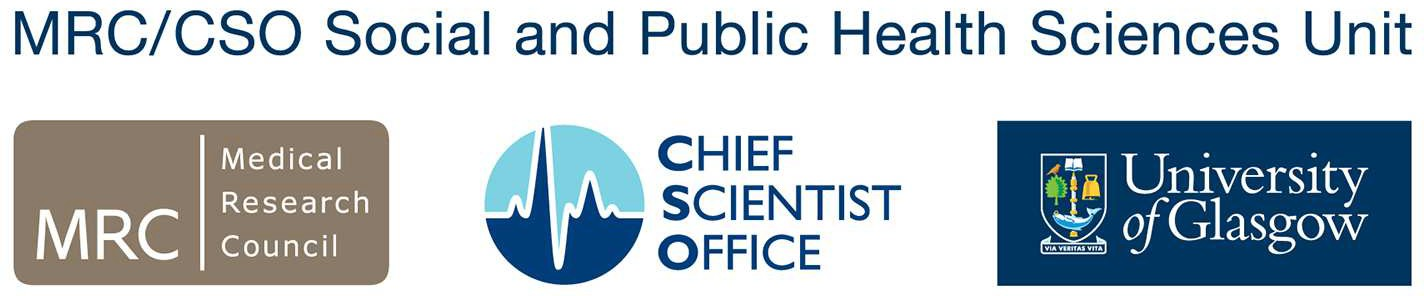 MRC/CSO Social and Public Health Sciences Unit
MRC
Medical
Research
Council
CHIEF
SCIENTIST
OFFICE
VIA VERITAS VITA
University
of Glasgow